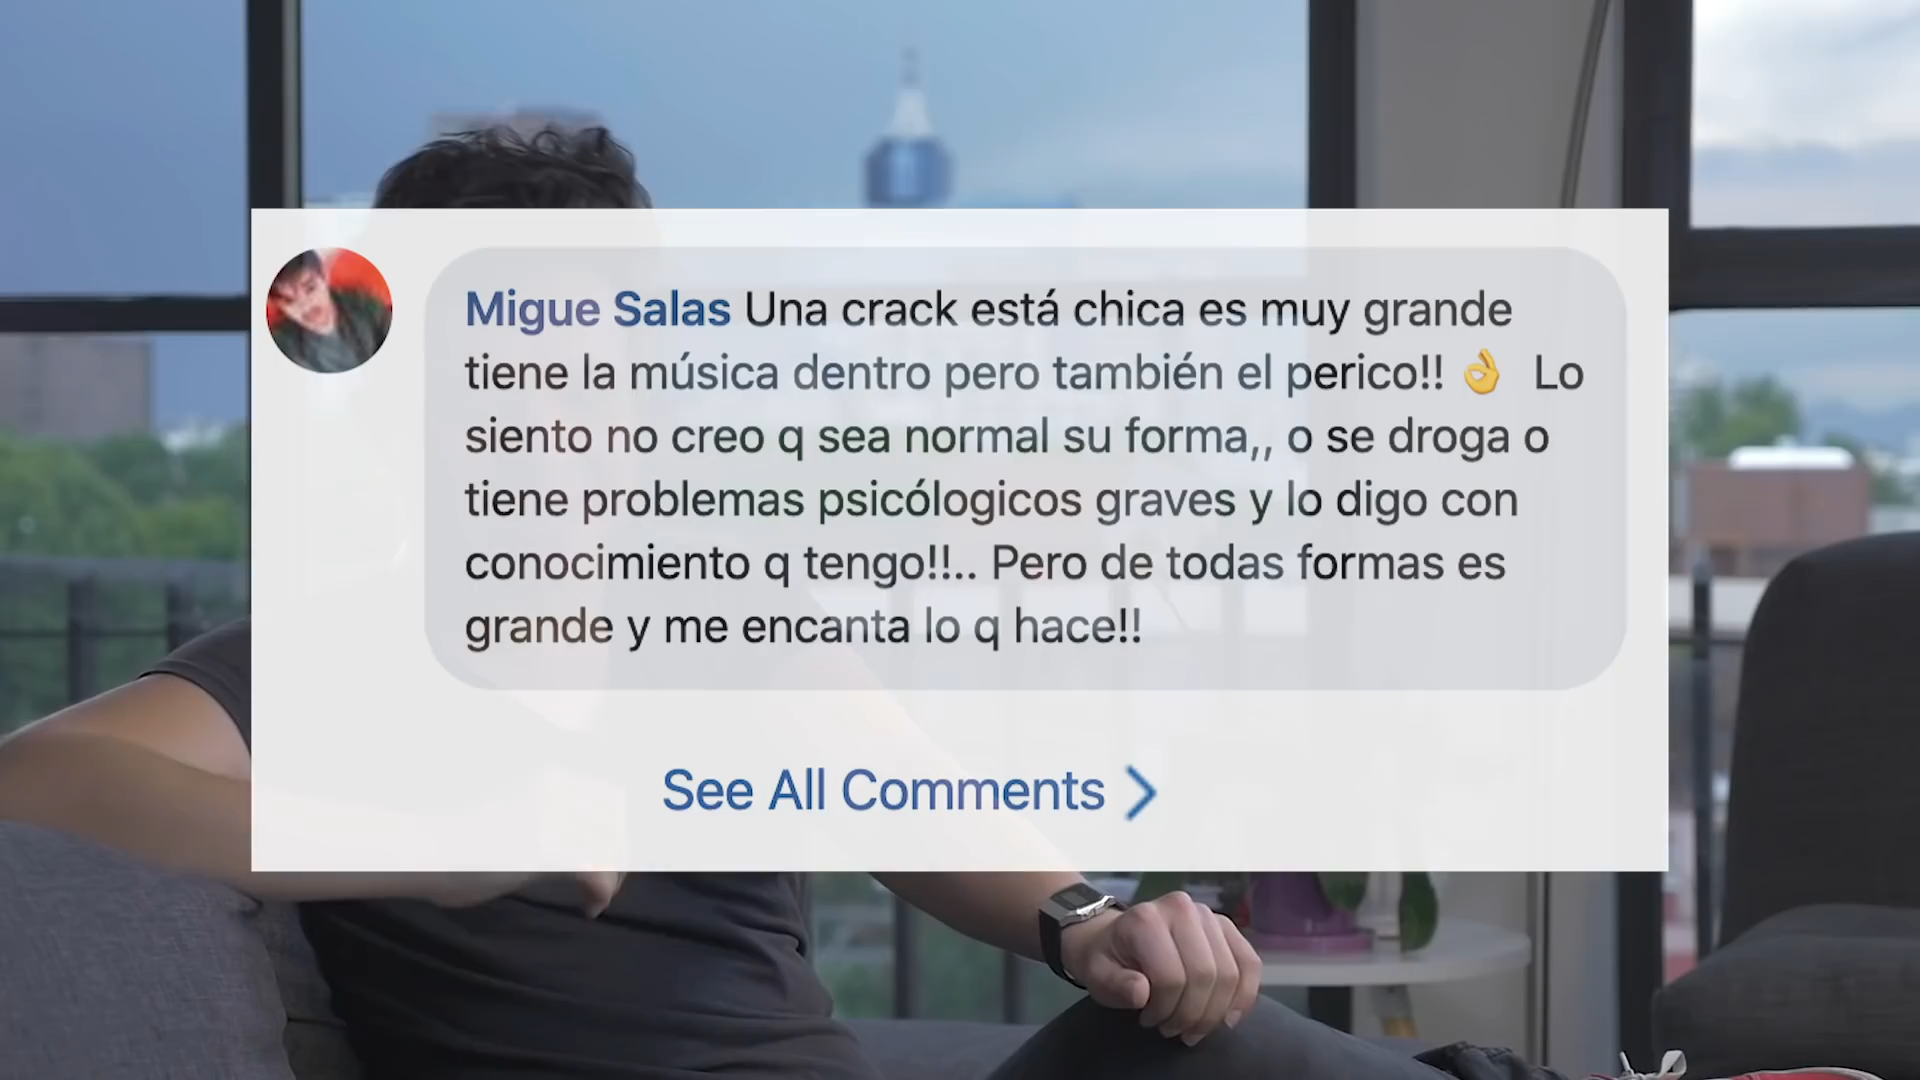 Migue Salas Una crack está chica es muy grande
tiene la música dentro pero también el perico!! 👌 Lo
siento no creo q sea normal su forma,, o se droga o
tiene problemas psicólogicos graves y lo digo con
conocimiento q tengo!!.. Pero de todas formas es
grande y me encanta lo q hace!!
See All Comments